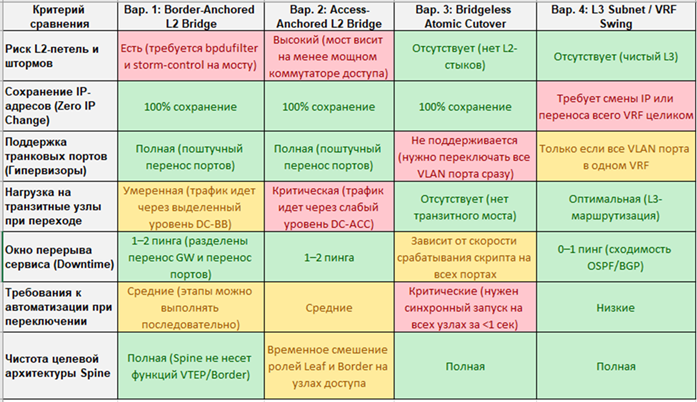 Критерий сравнения
Вар. 1: Border-Anchored L2 Bridge
Вар. 2: Access-Anchored L2 Bridge
Вар. 3: Bridgeless Atomic Cutover
Вар. 4: L3 Subnet / VRF Swing
Риск L2-петель и штормов
Есть (требуется bpdufilter и storm-control на мосту)
Высокий (мост висит на менее мощном коммутаторе доступа)
Отсутствует (нет L2-стыков)
Отсутствует (чистый L3)
Сохранение IP-адресов (Zero IP Change)
100% сохранение
100% сохранение
100% сохранение
Требует смены IP или переноса всего VRF целиком
Поддержка транковых портов (Гипервизоры)
Полная (поштучный перенос портов)
Полная (поштучный перенос портов)
Не поддерживается (нужно переключать все VLAN порта сразу)
Только если все VLAN порта в одном VRF
Нагрузка на транзитные узлы при переходе
Умеренная (трафик идет через выделенный уровень DC-BB)
Критическая (трафик идет через слабый уровень DC-ACC)
Отсутствует (нет транзитного моста)
Оптимальная (L3-маршрутизация)
Окно перерыва сервиса (Downtime)
1–2 пинга (разделены перенос GW и перенос портов)
1–2 пинга
Зависит от скорости срабатывания скрипта на всех портах
0–1 пинг (сходимость OSPF/BGP)
Требования к автоматизации при переключении
Средние (этапы можно выполнять последовательно)
Средние
Критические (нужен синхронный запуск на всех узлах за <1 сек)
Низкие
Чистота целевой архитектуры Spine
Полная (Spine не несет функций VTEP/Border)
Временное смешение ролей Leaf и Border на узлах доступа
Полная
Полная